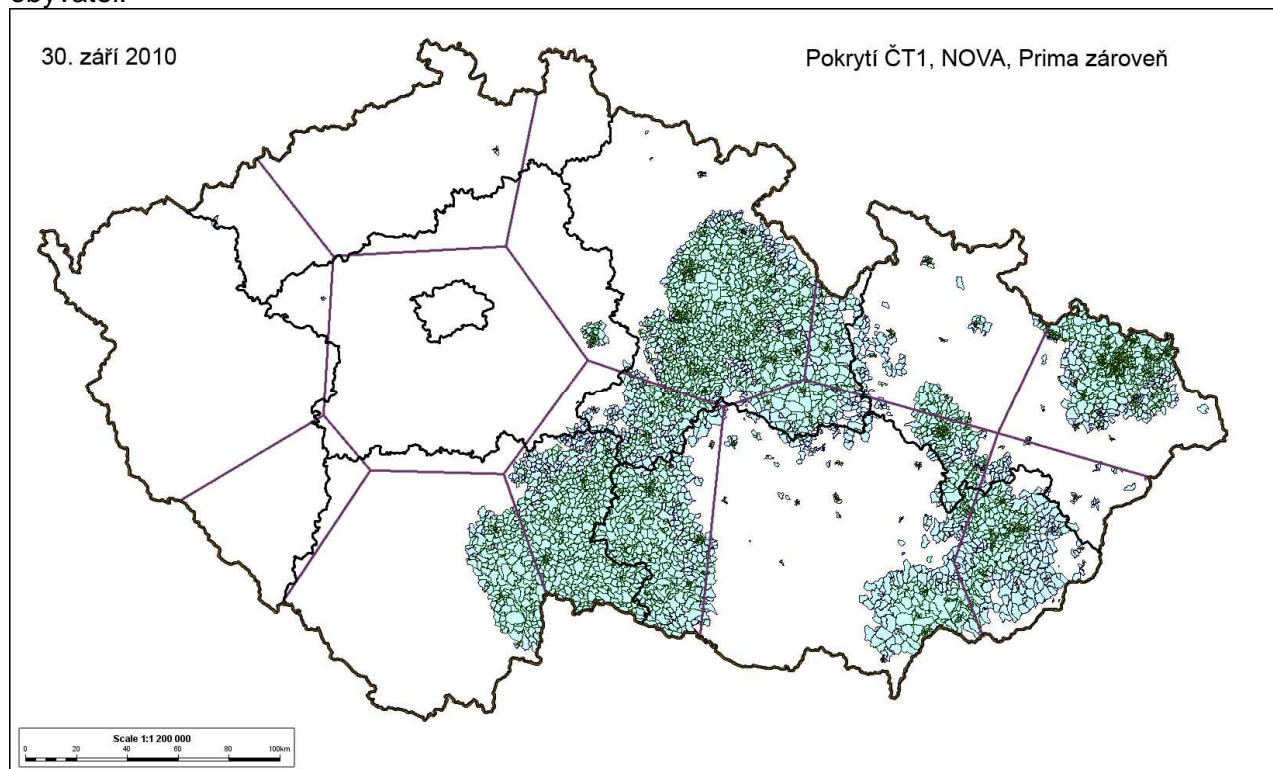 obyvatel.
30. září 2010
Pokrytí ČT1, NOVA, Prima zároveň
Scale 1:1 200 000
0 20 40 60 80 100km